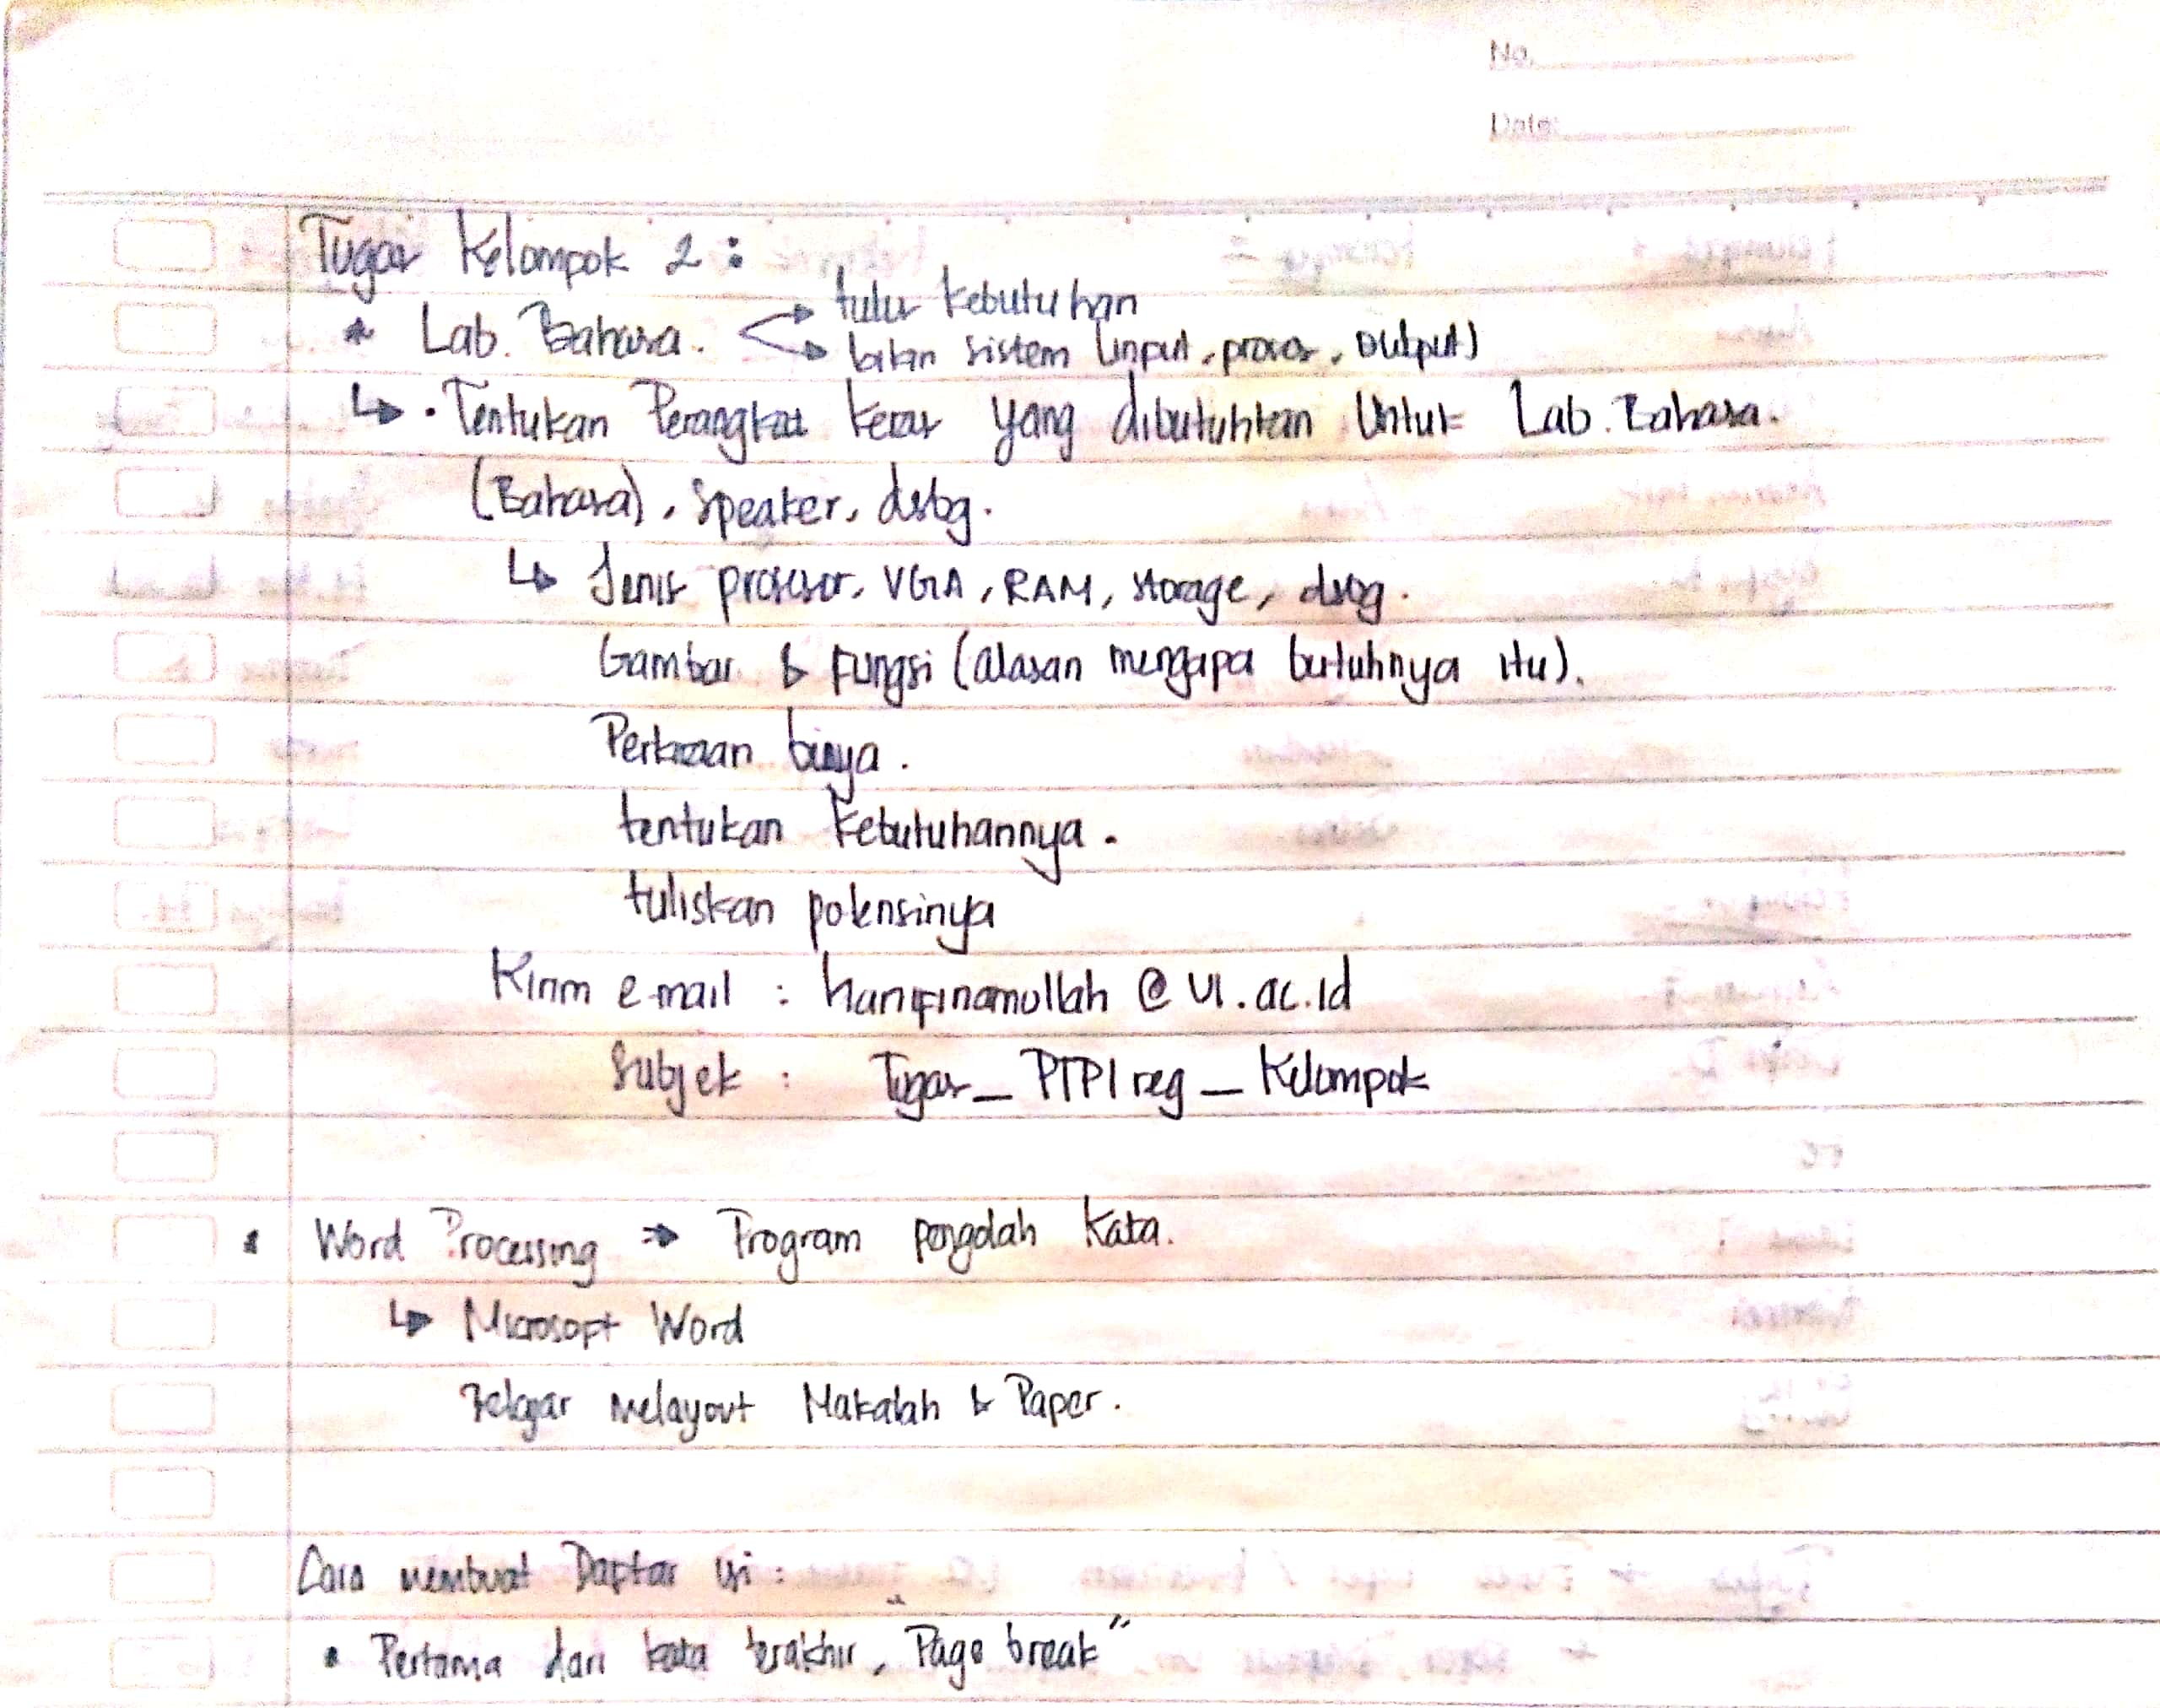 No.
Date:
Tugas Kelompok 2 :
* Lab. Bahasa. → tulis kebutuhan
→ bikin sistem (input, proses, output)
↳ • Tentukan Perangkat keras yang dibutuhkan Untuk Lab. Bahasa.
(Bahasa), Speaker, dsbg.
↳ Jenis prosesor, VGA, RAM, storage, dsbg.
Gambar & Fungsi (alasan mengapa butuhnya itu).
Perkiraan biaya.
tentukan kebutuhannya.
tuliskan potensinya
Kirim e-mail : hanifinamullah @ UI.ac.id
Subjek : Tugas_PTPI reg_Kelompok
• Word Processing ⇒ Program pengolah kata.
↳ Microsoft Word
Belajar melayout Makalah & Paper.
Cara membuat Daftar isi :
• Pertama dari kata terakhir, "Page break"